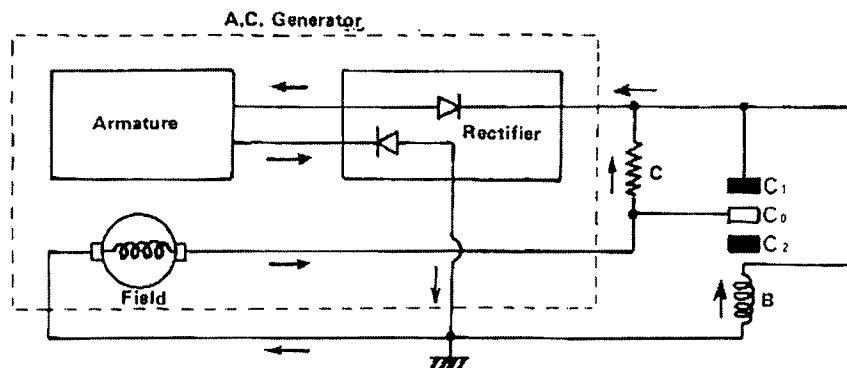 A.C. Generator
Armature
Rectifier
C
C1
C0
C2
Field
B